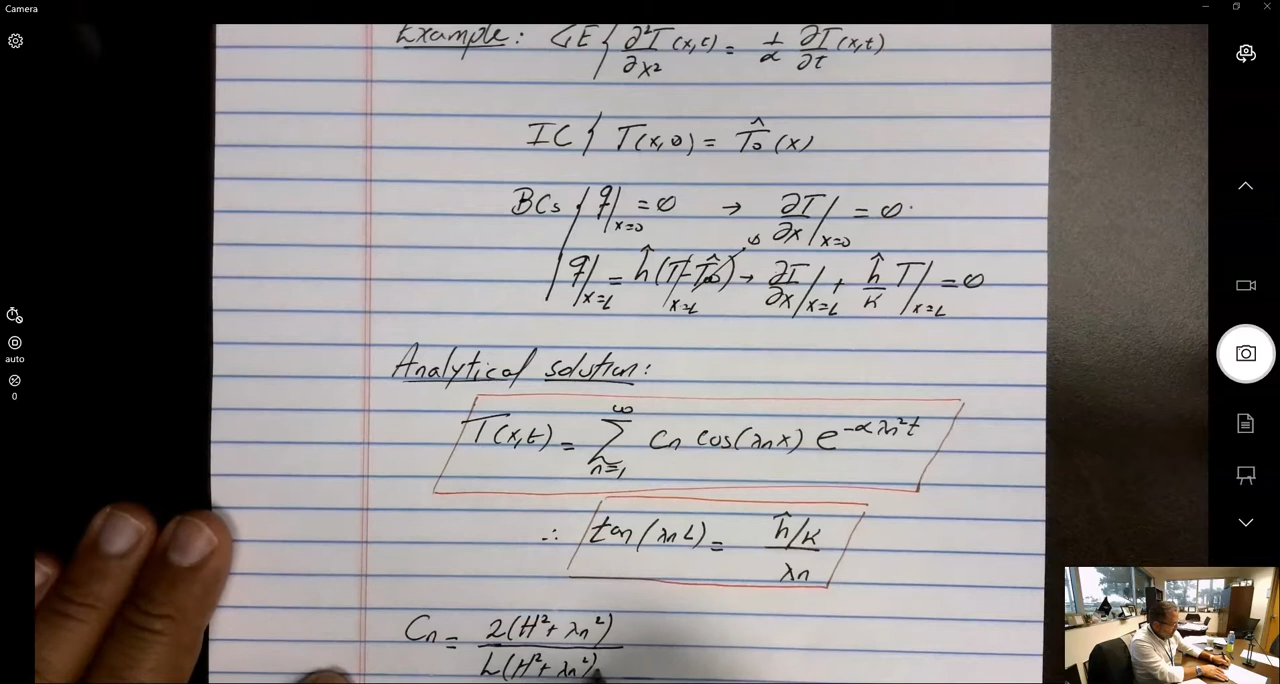 Camera
Example: GE { ∂²T/∂x² (x,t) = 1/α ∂T/∂t (x,t)
IC { T(x,0) = T̂₀(x)
BCs { q|x=0 = 0 → ∂T/∂x|x=0 = 0
q|x=L = ĥ(T|x=L - T̂∞) → ∂T/∂x|x=L + ĥ/K T|x=L = 0
auto
0
Analytical solution:
T(x,t) = ∑ n=1 ∞ Cn cos(λn x) e^(-αλn²t)
∴ tan(λn L) = ĥ/K / λn
Cn = 2(H² + λn²) / L(H² + λn²)